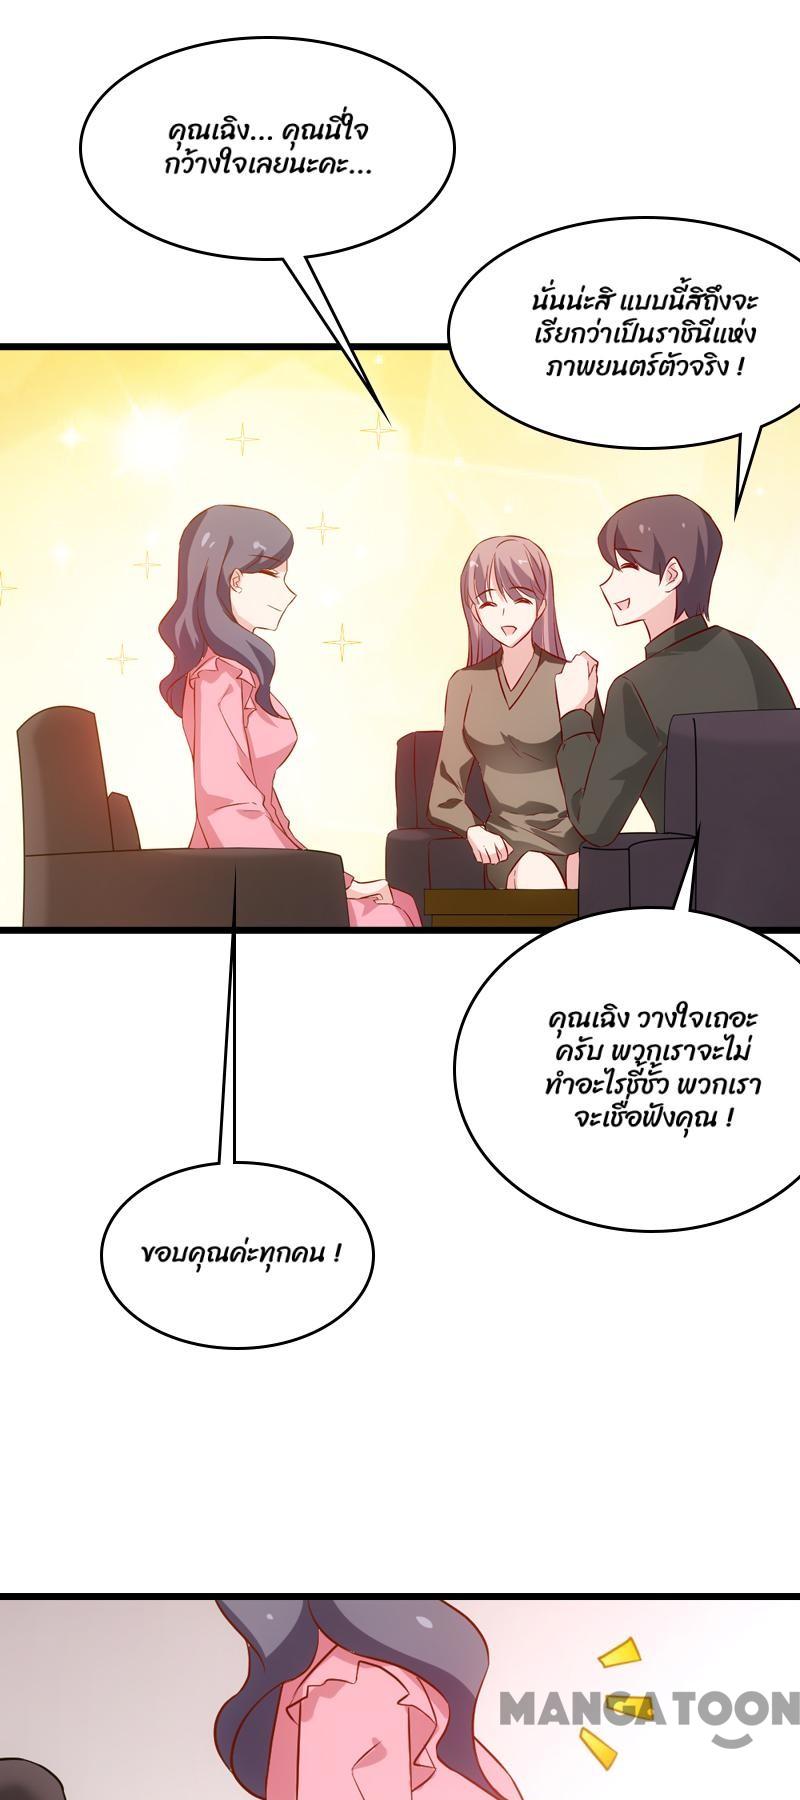 คุณเฉิง... คุณนี่ใจ
กว้างใจเลยนะคะ...
นั่นน่ะสิ แบบนี้สิถึงจะ
เรียกว่าเป็นราชินีแห่ง
ภาพยนตร์ตัวจริง !
คุณเฉิง วางใจเถอะ
ครับ พวกเราจะไม่
ทำอะไรชี้ชั้ว พวกเรา
จะเชื่อฟังคุณ !
ขอบคุณค่ะทุกคน !
MANGATOON